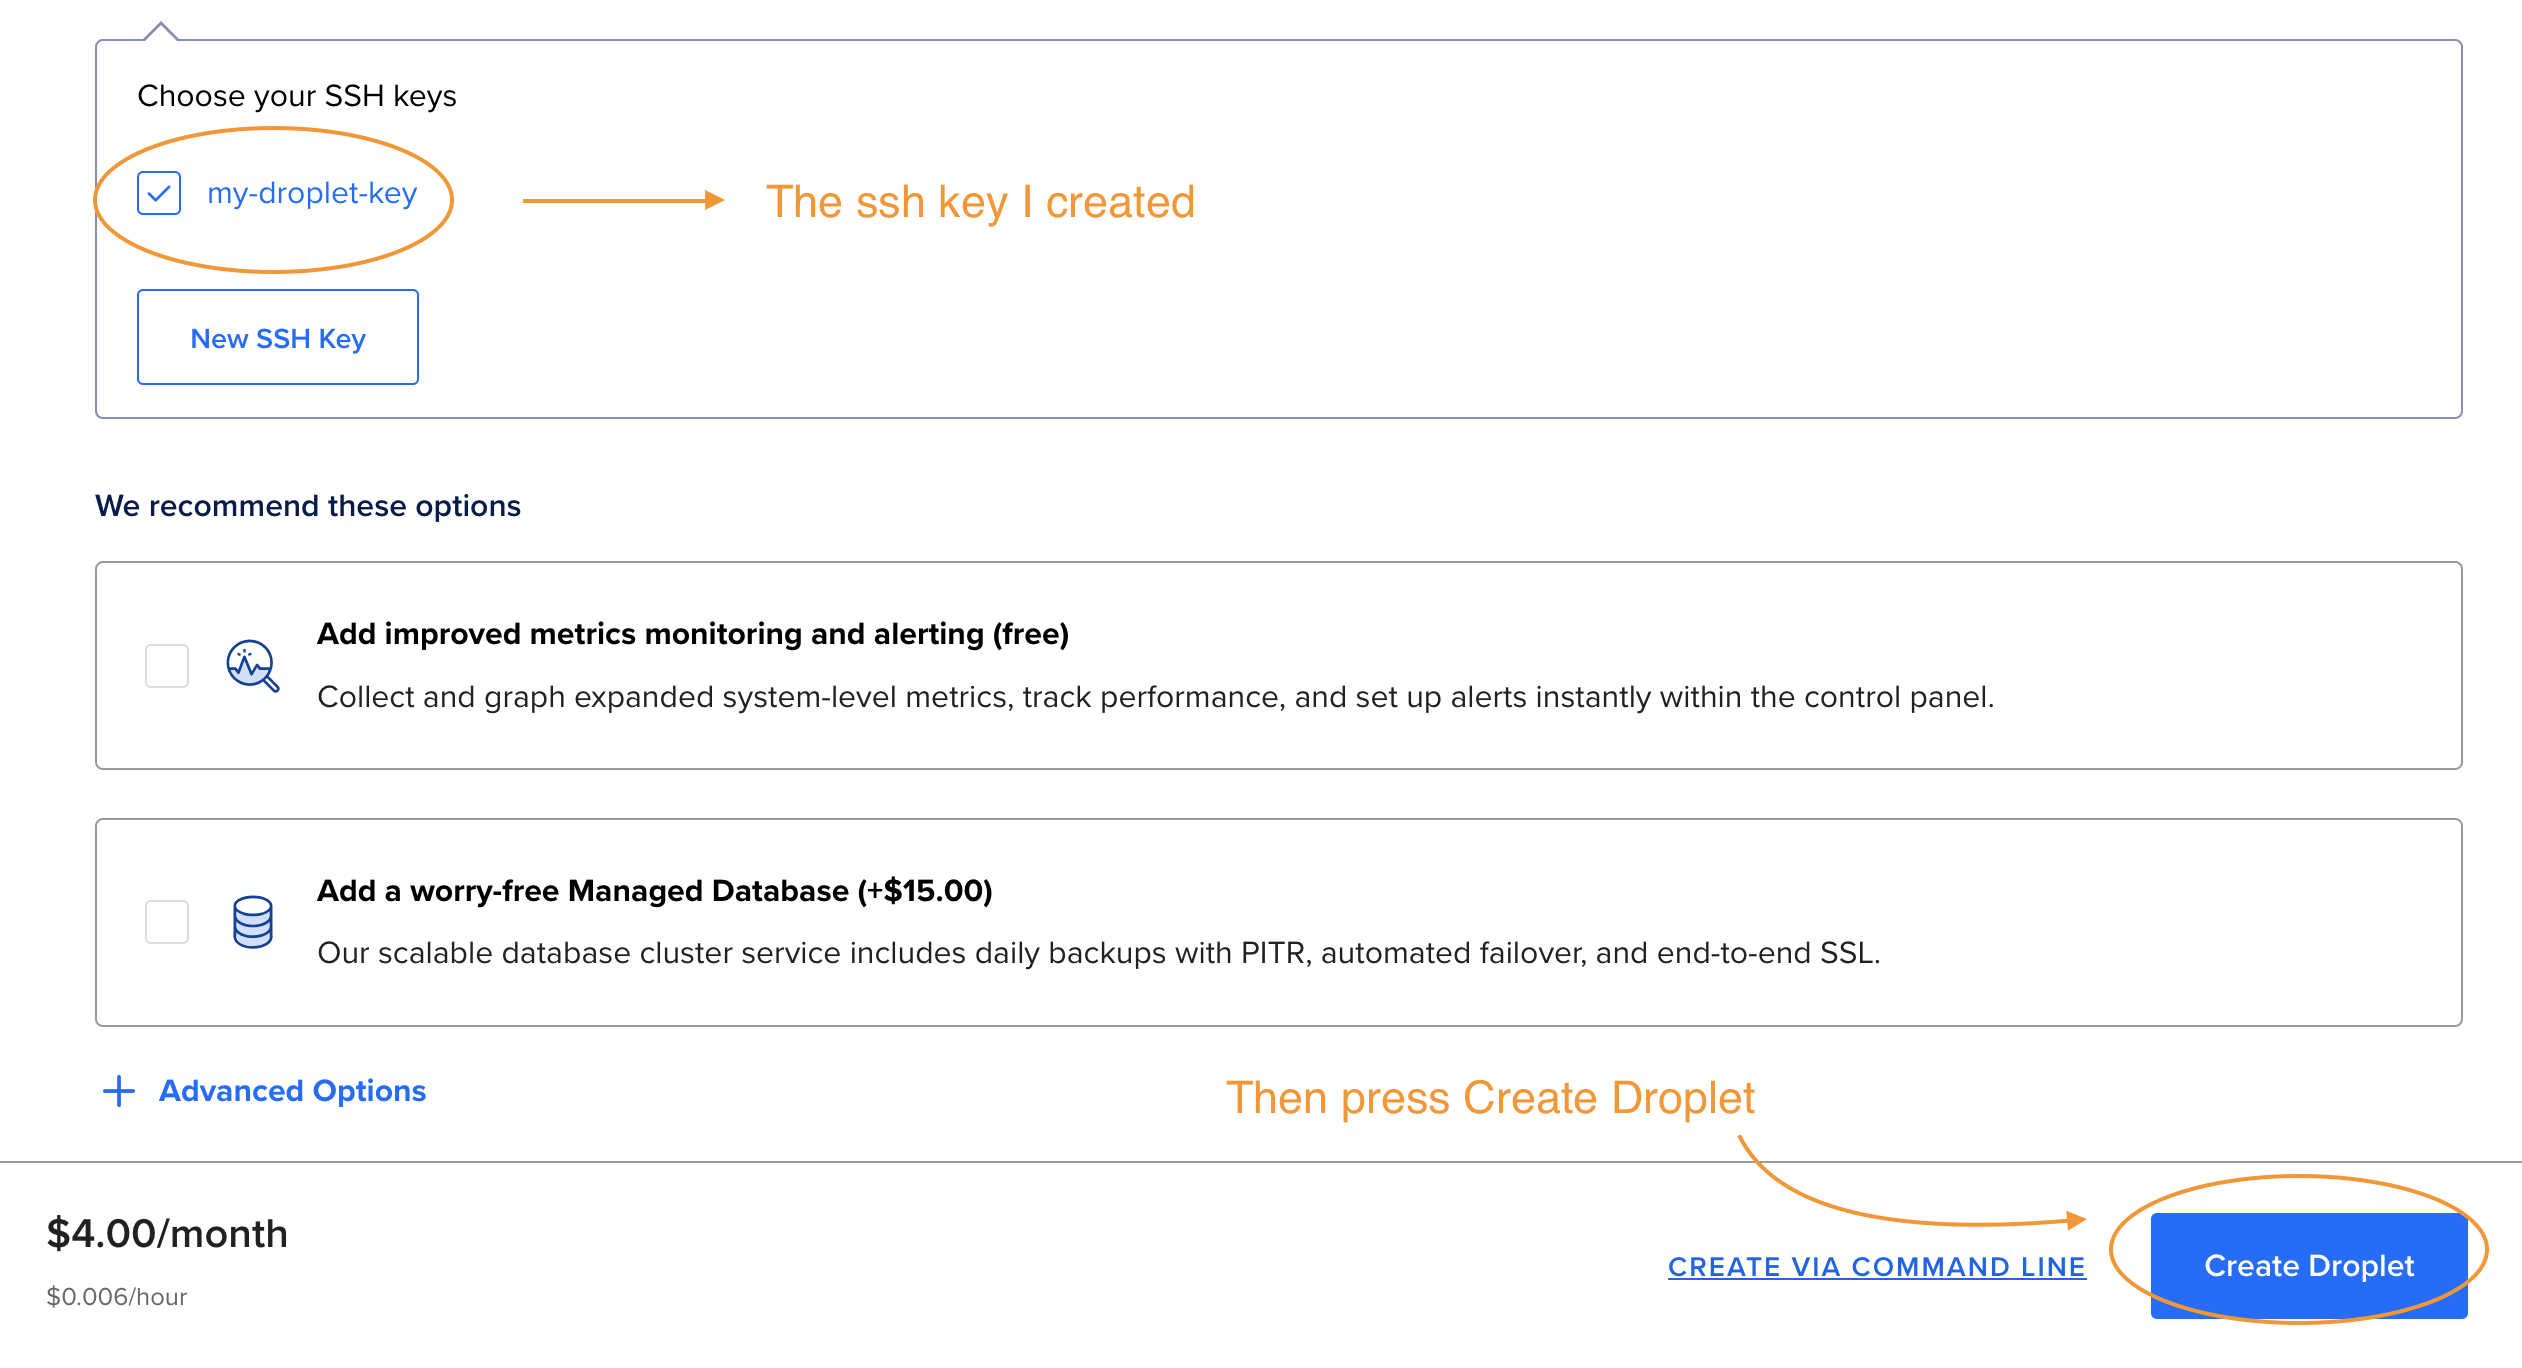 Choose your SSH keys
my-droplet-key
The ssh key I created
New SSH Key
We recommend these options
Add improved metrics monitoring and alerting (free)
Collect and graph expanded system-level metrics, track performance, and set up alerts instantly within the control panel.
Add a worry-free Managed Database (+$15.00)
Our scalable database cluster service includes daily backups with PITR, automated failover, and end-to-end SSL.
+ Advanced Options
Then press Create Droplet
$4.00/month
$0.006/hour
CREATE VIA COMMAND LINE
Create Droplet